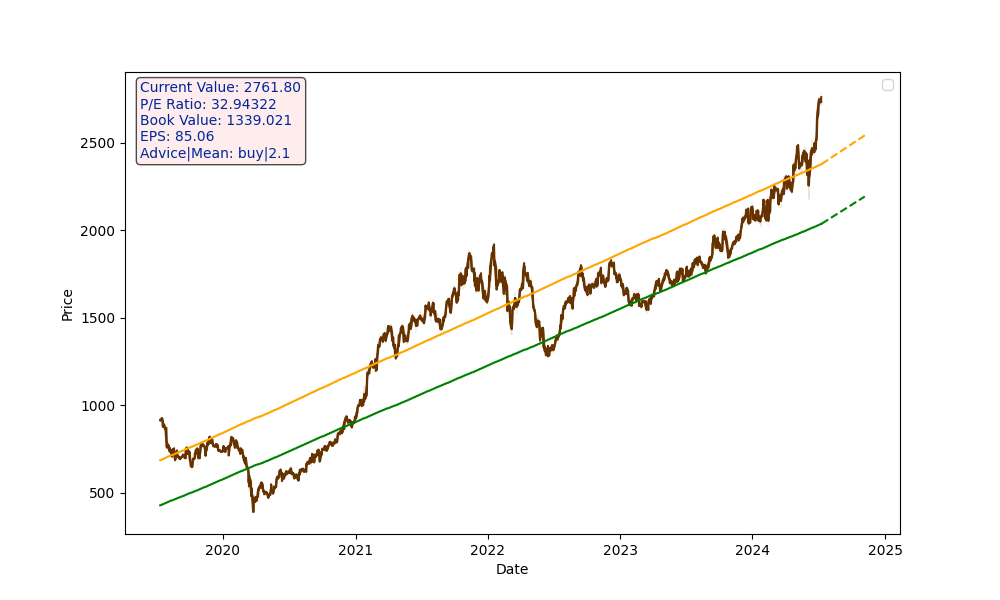 Current Value: 2761.80
P/E Ratio: 32.94322
Book Value: 1339.021
EPS: 85.06
Advice|Mean: buy|2.1
2500
2000
1500
1000
500
Price
2020
2021
2022
2023
2024
2025
Date